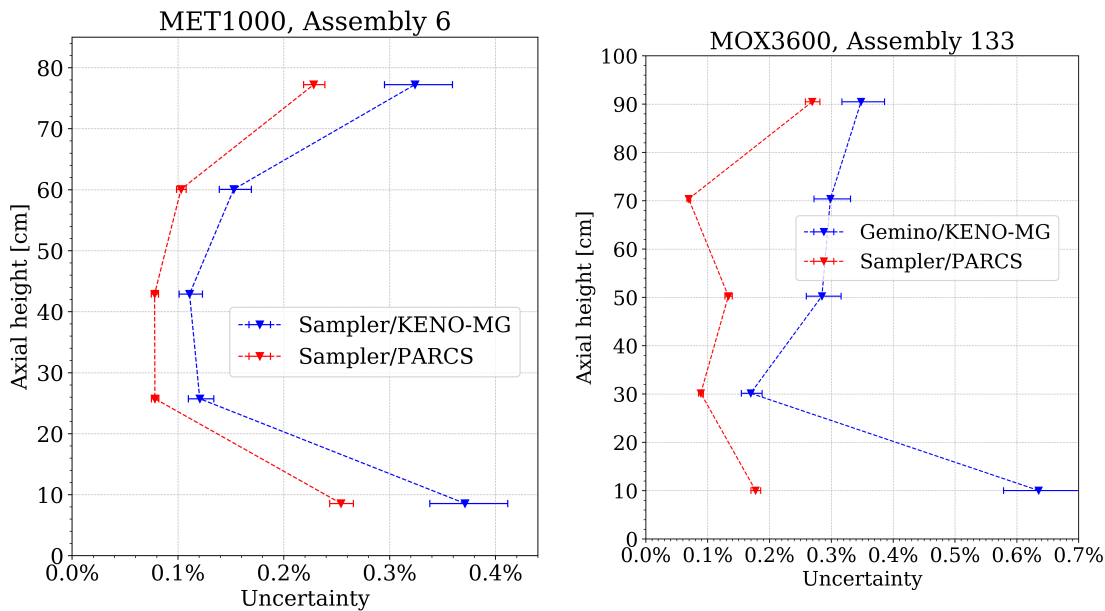 MET1000, Assembly 6
80
70
60
50
40
30
20
10
0
Axial height [cm]
Sampler/KENO-MG
Sampler/PARCS
0.0% 0.1% 0.2% 0.3% 0.4%
Uncertainty
MOX3600, Assembly 133
100
90
80
70
60
50
40
30
20
10
0
Axial height [cm]
Gemino/KENO-MG
Sampler/PARCS
0.0% 0.1% 0.2% 0.3% 0.4% 0.5% 0.6% 0.7%
Uncertainty